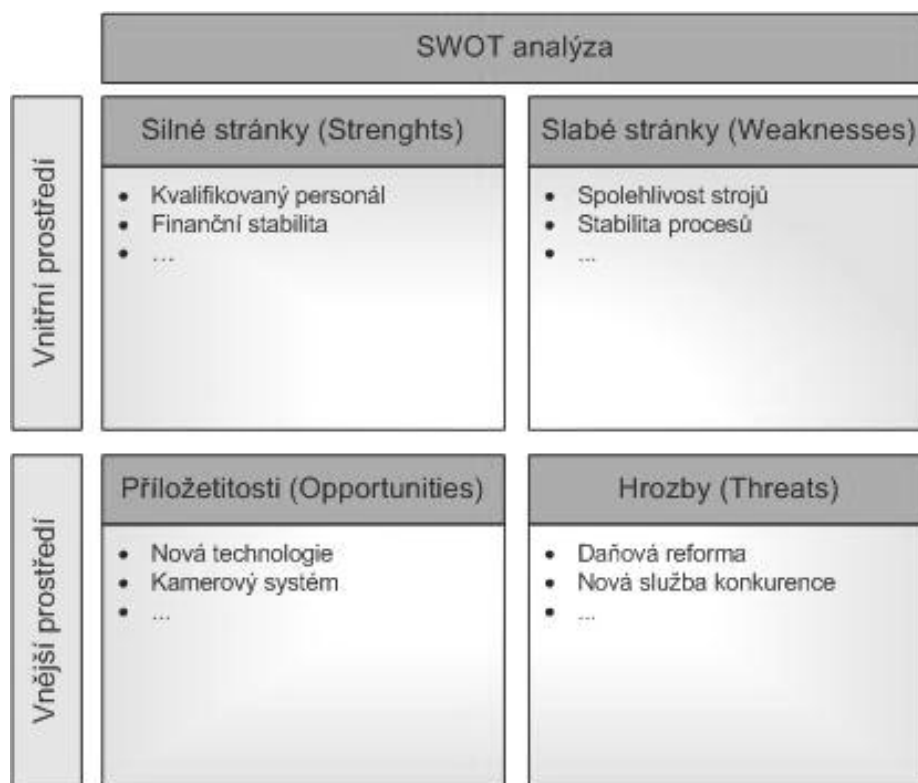 SWOT analýza
Vnitřní prostředí
Silné stránky (Strenghts)
• Kvalifikovaný personál
• Finanční stabilita
• ...
Slabé stránky (Weaknesses)
• Spolehlivost strojů
• Stabilita procesů
• ...
Vnější prostředí
Příložetitosti (Opportunities)
• Nová technologie
• Kamerový systém
• ...
Hrozby (Threats)
• Daňová reforma
• Nová služba konkurence
• ...